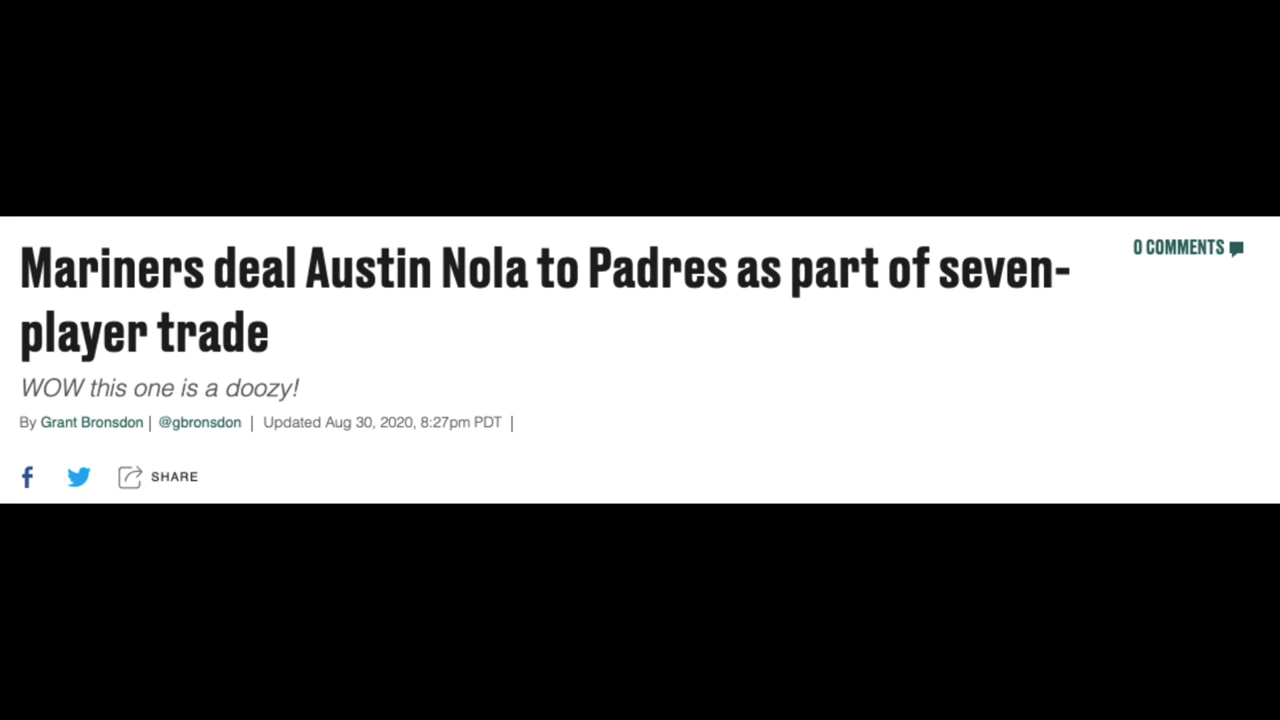 0 COMMENTS
Mariners deal Austin Nola to Padres as part of seven-
player trade
WOW this one is a doozy!
By Grant Bronsdon | @gbronsdon | Updated Aug 30, 2020, 8:27pm PDT |
SHARE